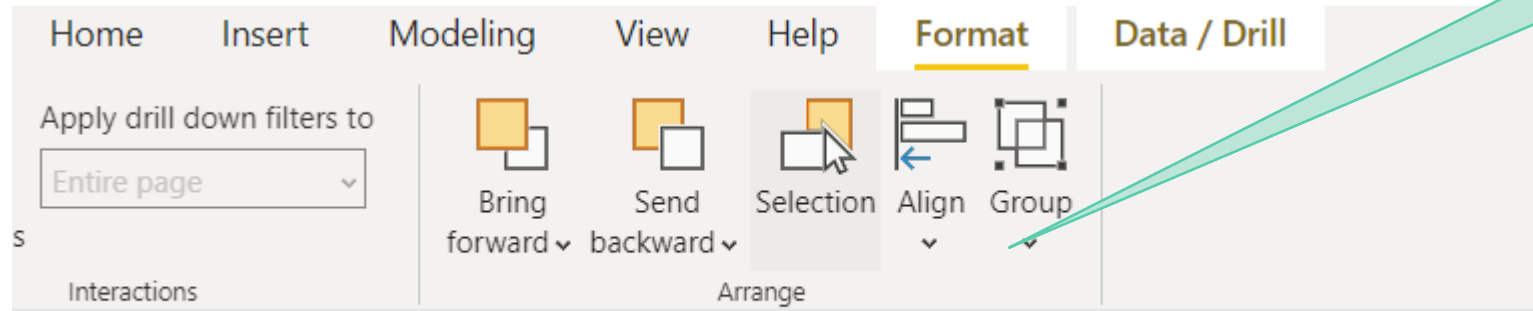 Home Insert Modeling View Help Format Data / Drill
Apply drill down filters to
Entire page
s
Interactions
Bring
forward
Send
backward
Selection
Align
Group
Arrange